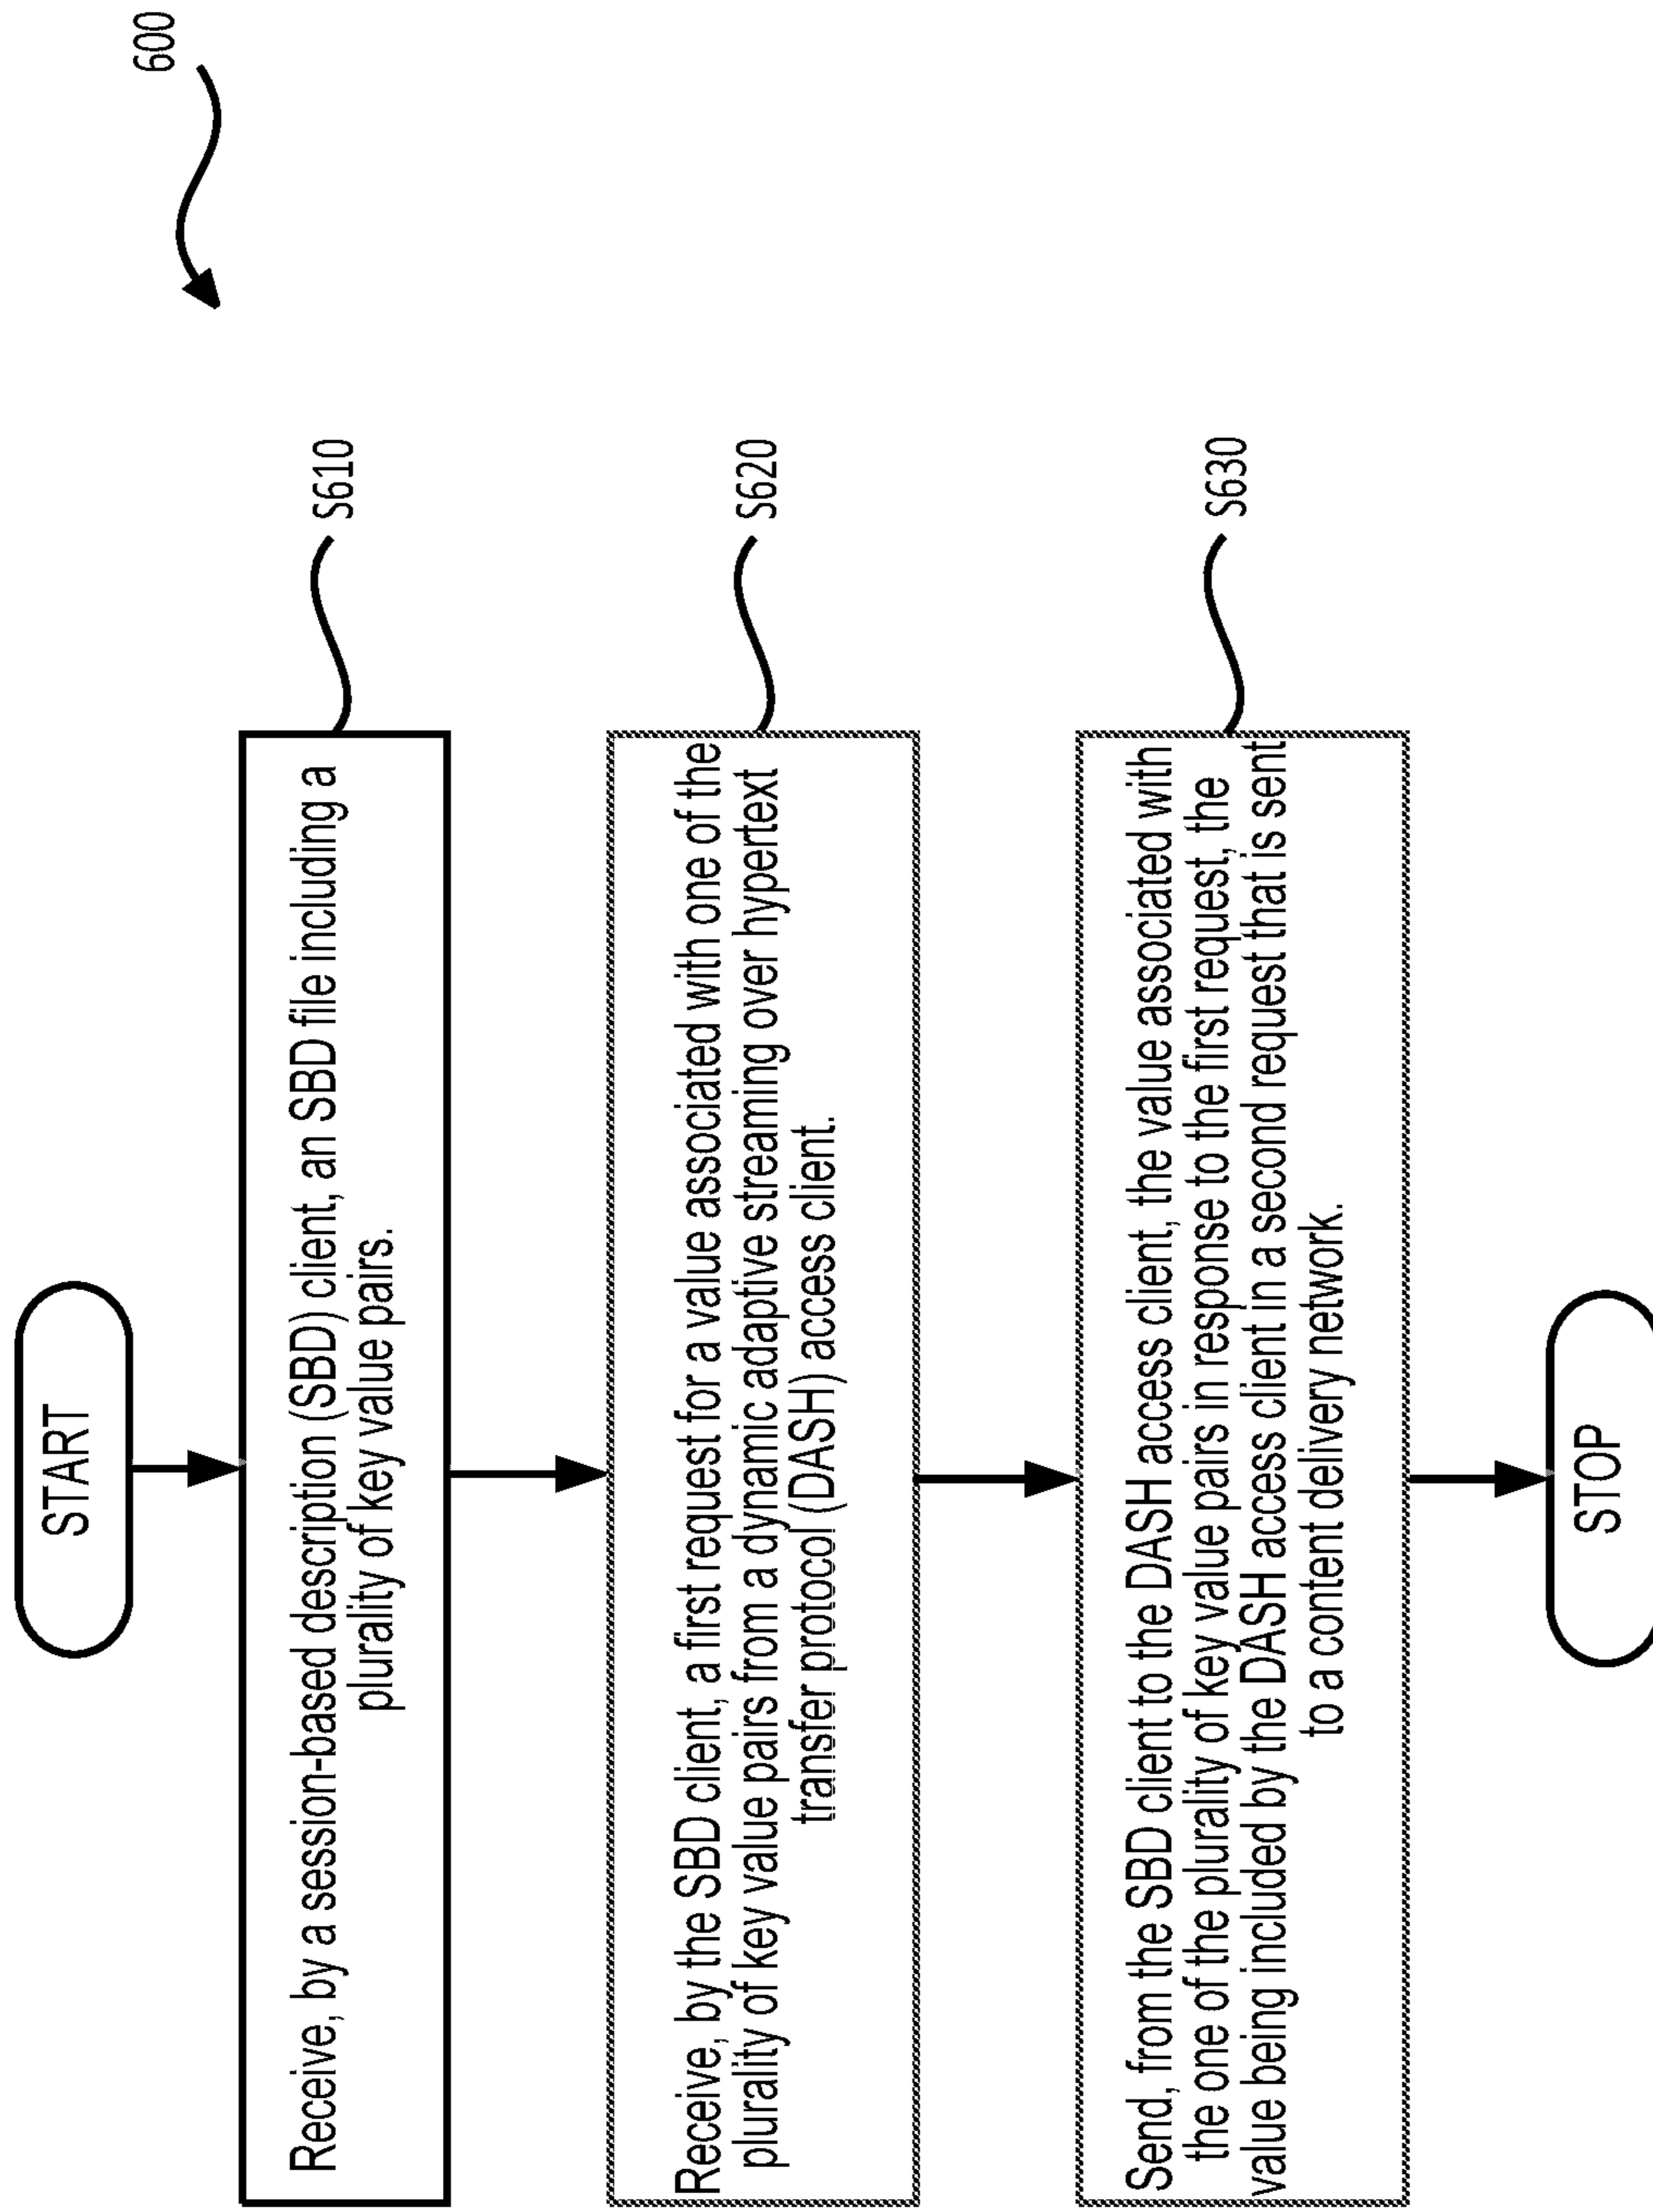 600
START
Receive, by a session-based description (SBD) client, an SBD file including a
plurality of key value pairs.
S610
Receive, by the SBD client, a first request for a value associated with one of the
plurality of key value pairs from a dynamic adaptive streaming over hypertext
transfer protocol (DASH) access client.
S620
Send, from the SBD client to the DASH access client, the value associated with
the one of the plurality of key value pairs in response to the first request, the
value being included by the DASH access client in a second request that is sent
to a content delivery network.
S630
STOP